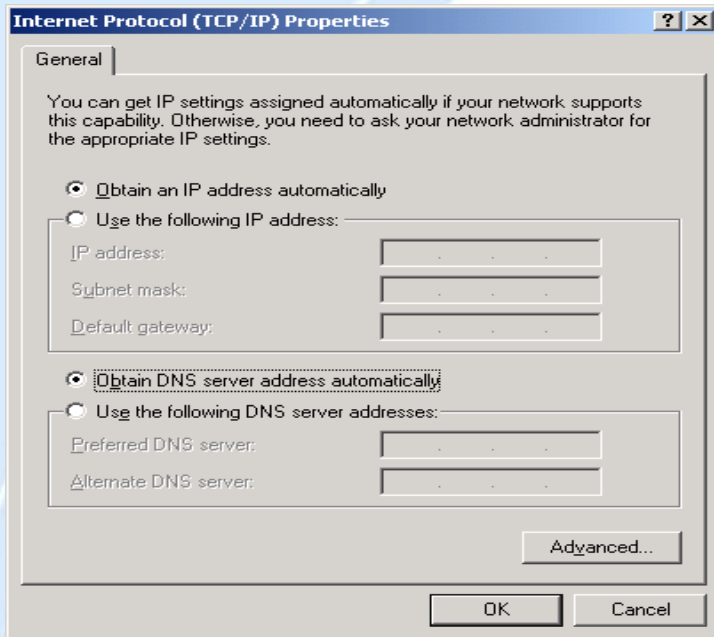 Internet Protocol (TCP/IP) Properties
General
You can get IP settings assigned automatically if your network supports
this capability. Otherwise, you need to ask your network administrator for
the appropriate IP settings.
Obtain an IP address automatically
Use the following IP address:
IP address:
Subnet mask:
Default gateway:
Obtain DNS server address automatically
Use the following DNS server addresses:
Preferred DNS server:
Alternate DNS server:
Advanced...
OK Cancel